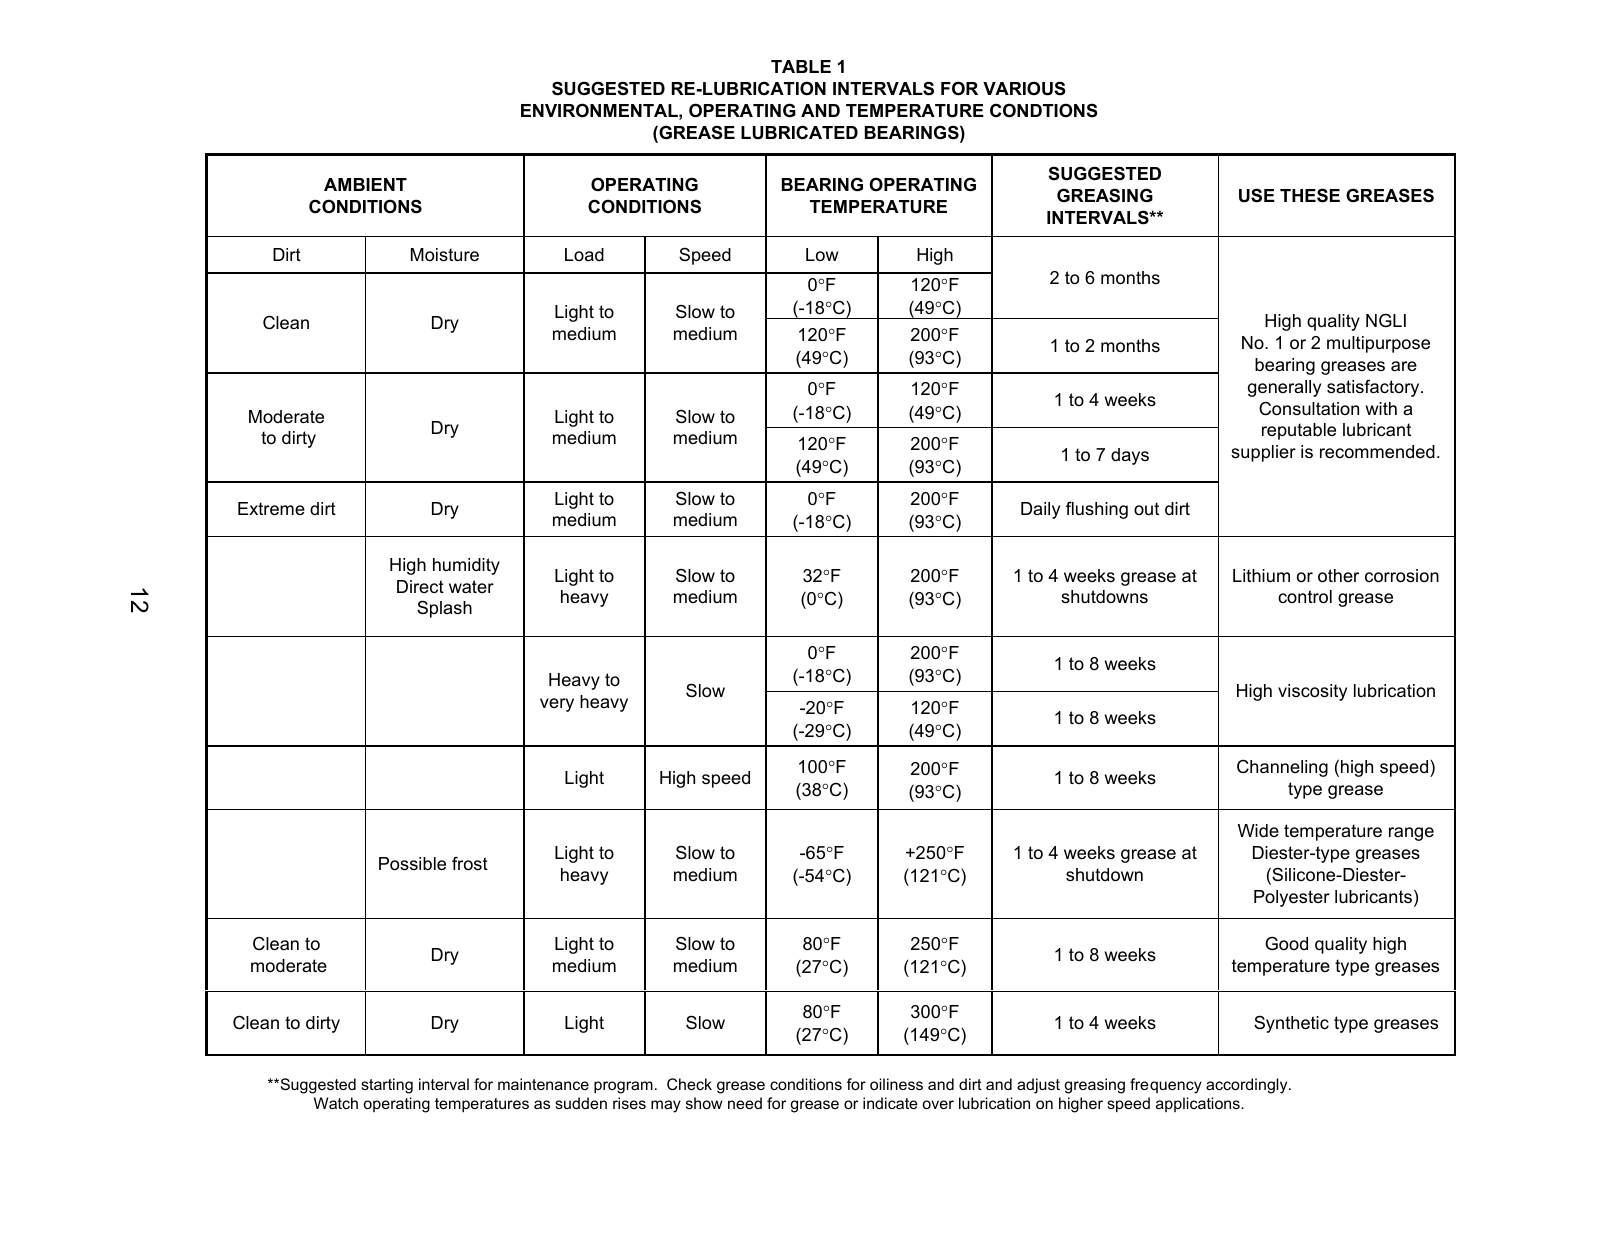 TABLE 1
SUGGESTED RE-LUBRICATION INTERVALS FOR VARIOUS
ENVIRONMENTAL, OPERATING AND TEMPERATURE CONDTIONS
(GREASE LUBRICATED BEARINGS)
AMBIENT
CONDITIONS
OPERATING
CONDITIONS
BEARING OPERATING
TEMPERATURE
SUGGESTED
GREASING
INTERVALS**
USE THESE GREASES
Dirt
Moisture
Load
Speed
Low
High
2 to 6 months
High quality NGLI
No. 1 or 2 multipurpose
bearing greases are
generally satisfactory.
Consultation with a
reputable lubricant
supplier is recommended.
Clean
Dry
Light to
medium
Slow to
medium
0°F
(-18°C)
120°F
(49°C)
120°F
(49°C)
200°F
(93°C)
1 to 2 months
Moderate
to dirty
Dry
Light to
medium
Slow to
medium
0°F
(-18°C)
120°F
(49°C)
1 to 4 weeks
120°F
(49°C)
200°F
(93°C)
1 to 7 days
Extreme dirt
Dry
Light to
medium
Slow to
medium
0°F
(-18°C)
200°F
(93°C)
Daily flushing out dirt
High humidity
Direct water
Splash
Light to
heavy
Slow to
medium
32°F
(0°C)
200°F
(93°C)
1 to 4 weeks grease at
shutdowns
Lithium or other corrosion
control grease
Heavy to
very heavy
Slow
0°F
(-18°C)
200°F
(93°C)
1 to 8 weeks
High viscosity lubrication
-20°F
(-29°C)
120°F
(49°C)
1 to 8 weeks
Light
High speed
100°F
(38°C)
200°F
(93°C)
1 to 8 weeks
Channeling (high speed)
type grease
Possible frost
Light to
heavy
Slow to
medium
-65°F
(-54°C)
+250°F
(121°C)
1 to 4 weeks grease at
shutdown
Wide temperature range
Diester-type greases
(Silicone-Diester-
Polyester lubricants)
Clean to
moderate
Dry
Light to
medium
Slow to
medium
80°F
(27°C)
250°F
(121°C)
1 to 8 weeks
Good quality high
temperature type greases
Clean to dirty
Dry
Light
Slow
80°F
(27°C)
300°F
(149°C)
1 to 4 weeks
Synthetic type greases
**Suggested starting interval for maintenance program.  Check grease conditions for oiliness and dirt and adjust greasing frequency accordingly.
Watch operating temperatures as sudden rises may show need for grease or indicate over lubrication on higher speed applications.
12